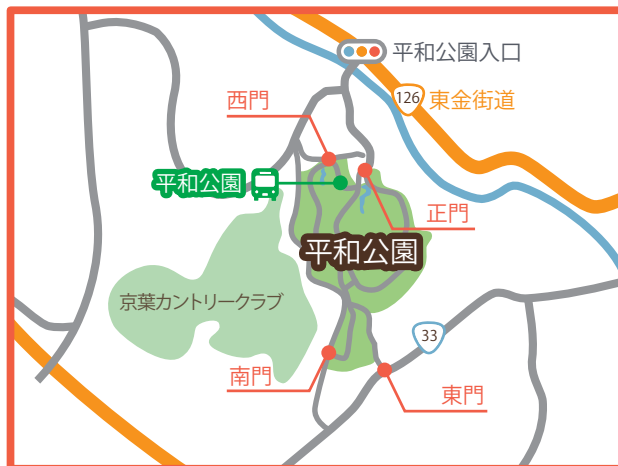 平和公園入口
126
東金街道
西門
平和公園
正門
平和公園
京葉カントリークラブ
33
南門
東門